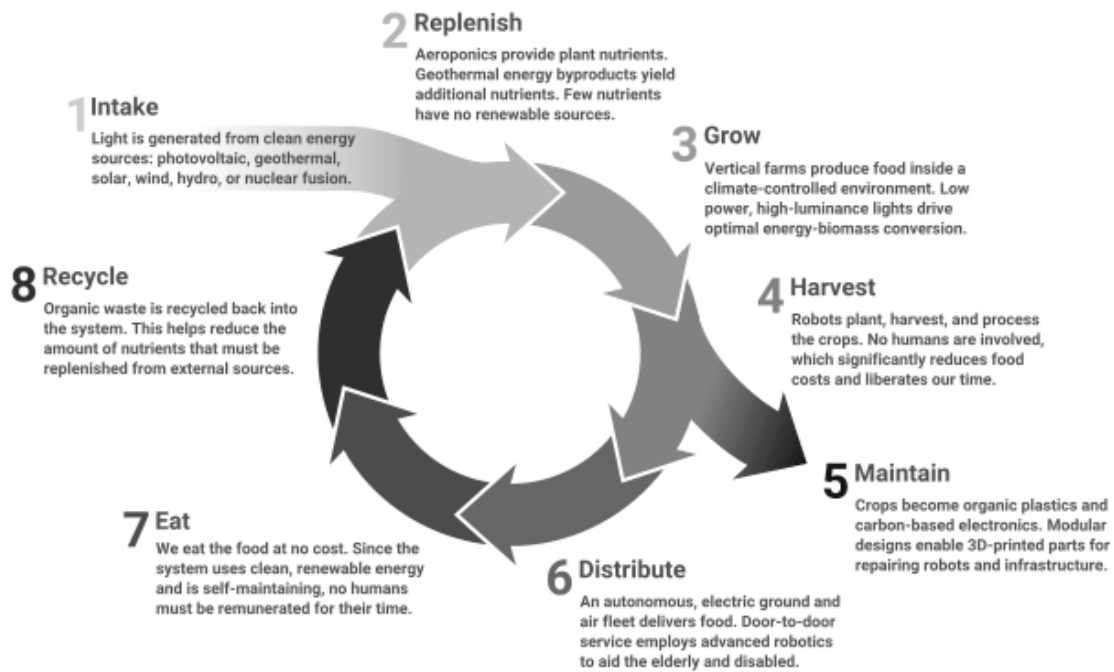 1 Intake
Light is generated from clean energy
sources: photovoltaic, geothermal,
solar, wind, hydro, or nuclear fusion.
2 Replenish
Aeroponics provide plant nutrients.
Geothermal energy byproducts yield
additional nutrients. Few nutrients
have no renewable sources.
3 Grow
Vertical farms produce food inside a
climate-controlled environment. Low
power, high-luminance lights drive
optimal energy-biomass conversion.
4 Harvest
Robots plant, harvest, and process
the crops. No humans are involved,
which significantly reduces food
costs and liberates our time.
5 Maintain
Crops become organic plastics and
carbon-based electronics. Modular
designs enable 3D-printed parts for
repairing robots and infrastructure.
6 Distribute
An autonomous, electric ground and
air fleet delivers food. Door-to-door
service employs advanced robotics
to aid the elderly and disabled.
7 Eat
We eat the food at no cost. Since the
system uses clean, renewable energy
and is self-maintaining, no humans
must be remunerated for their time.
8 Recycle
Organic waste is recycled back into
the system. This helps reduce the
amount of nutrients that must be
replenished from external sources.